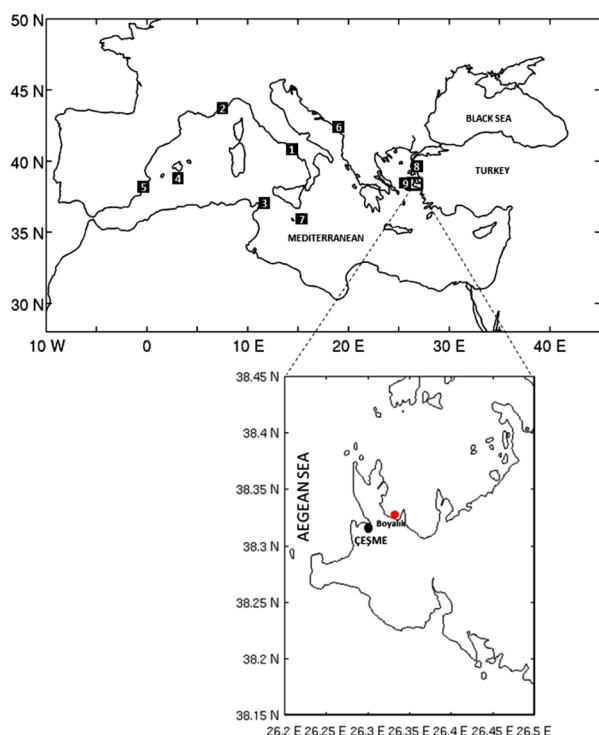 50 N
45 N
40 N
35 N
30 N
10 W 0 10 E 20 E 30 E 40 E
2
6
BLACK SEA
1
8
TURKEY
4
5
9
3
7
MEDITERRANEAN
38.45 N
38.4 N
38.35 N
38.3 N
38.25 N
38.2 N
38.15 N
AEGEAN SEA
Boyalık
ÇEŞME
26.2 E 26.25 E 26.3 E 26.35 E 26.4 E 26.45 E 26.5 E